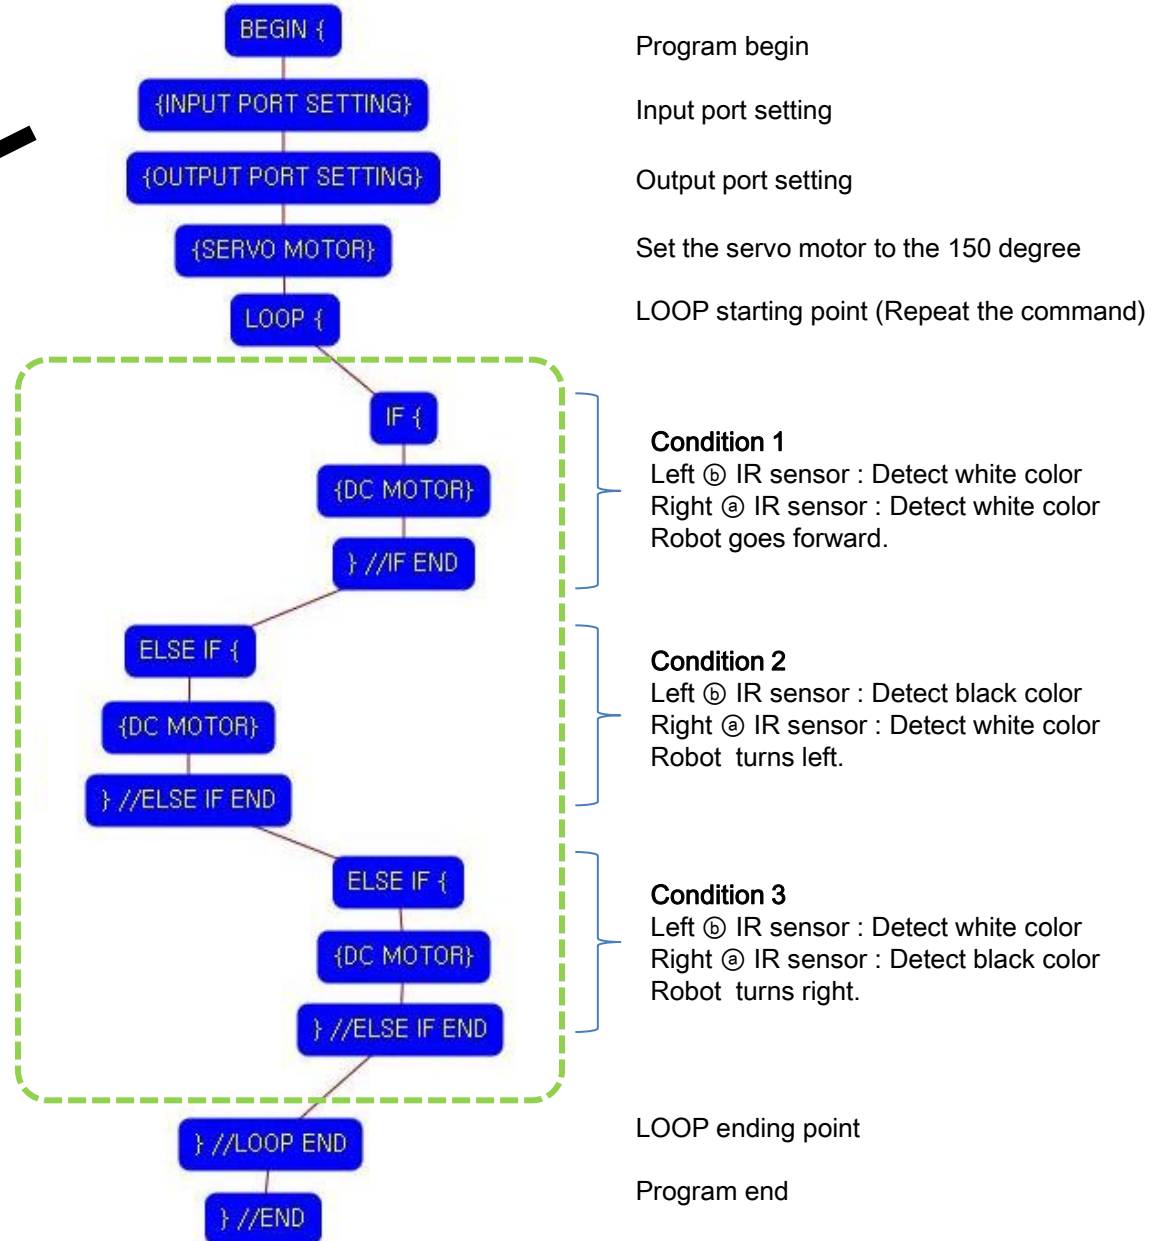 BEGIN {
Program begin
{INPUT PORT SETTING}
Input port setting
{OUTPUT PORT SETTING}
Output port setting
{SERVO MOTOR}
Set the servo motor to the 150 degree
LOOP {
LOOP starting point (Repeat the command)
IF {
{DC MOTOR}
} //IF END
Condition 1
Left ⓑ IR sensor : Detect white color
Right ⓐ IR sensor : Detect white color
Robot goes forward.
ELSE IF {
{DC MOTOR}
} //ELSE IF END
Condition 2
Left ⓑ IR sensor : Detect black color
Right ⓐ IR sensor : Detect white color
Robot  turns left.
ELSE IF {
{DC MOTOR}
} //ELSE IF END
Condition 3
Left ⓑ IR sensor : Detect white color
Right ⓐ IR sensor : Detect black color
Robot  turns right.
} //LOOP END
LOOP ending point
} //END
Program end